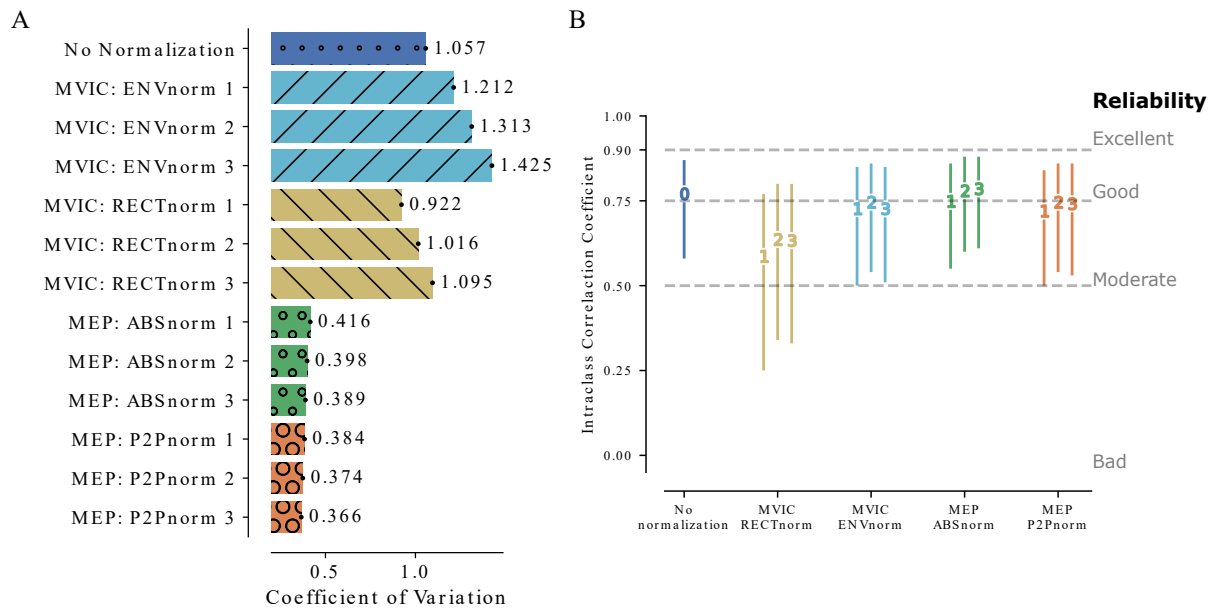 A
No Normalization
1.057
MVIC: ENVnorm 1
1.212
MVIC: ENVnorm 2
1.313
MVIC: ENVnorm 3
1.425
MVIC: RECTnorm 1
0.922
MVIC: RECTnorm 2
1.016
MVIC: RECTnorm 3
1.095
MEP: ABSnorm 1
0.416
MEP: ABSnorm 2
0.398
MEP: ABSnorm 3
0.389
MEP: P2Pnorm 1
0.384
MEP: P2Pnorm 2
0.374
MEP: P2Pnorm 3
0.366
0.5
1.0
Coefficient of Variation
B
Reliability
Excellent
Good
Moderate
Bad
Intraclass Correlaction Coefficient
1.00
0.90
0.75
0.50
0.25
0.00
0
1 2 3
1 2 3
1 2 3
1 2 3
No
normalization
MVIC
RECTnorm
MVIC
ENVnorm
MEP
ABSnorm
MEP
P2Pnorm